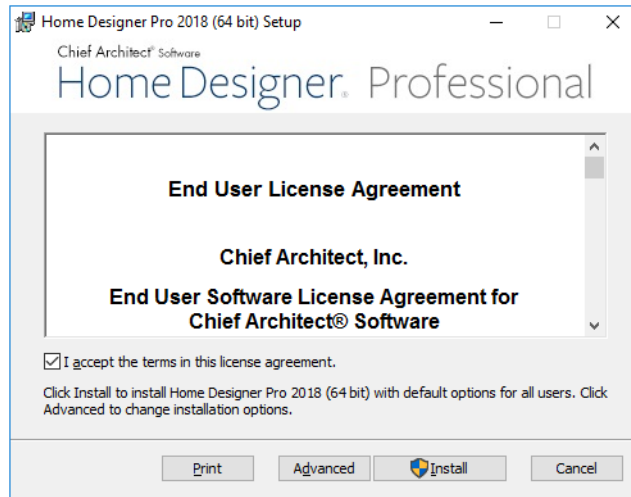 Home Designer Pro 2018 (64 bit) Setup
Chief Architect® Software
Home Designer® Professional
End User License Agreement
Chief Architect, Inc.
End User Software License Agreement for
Chief Architect® Software
I accept the terms in this license agreement.
Click Install to install Home Designer Pro 2018 (64 bit) with default options for all users. Click
Advanced to change installation options.
Print Advanced Install Cancel